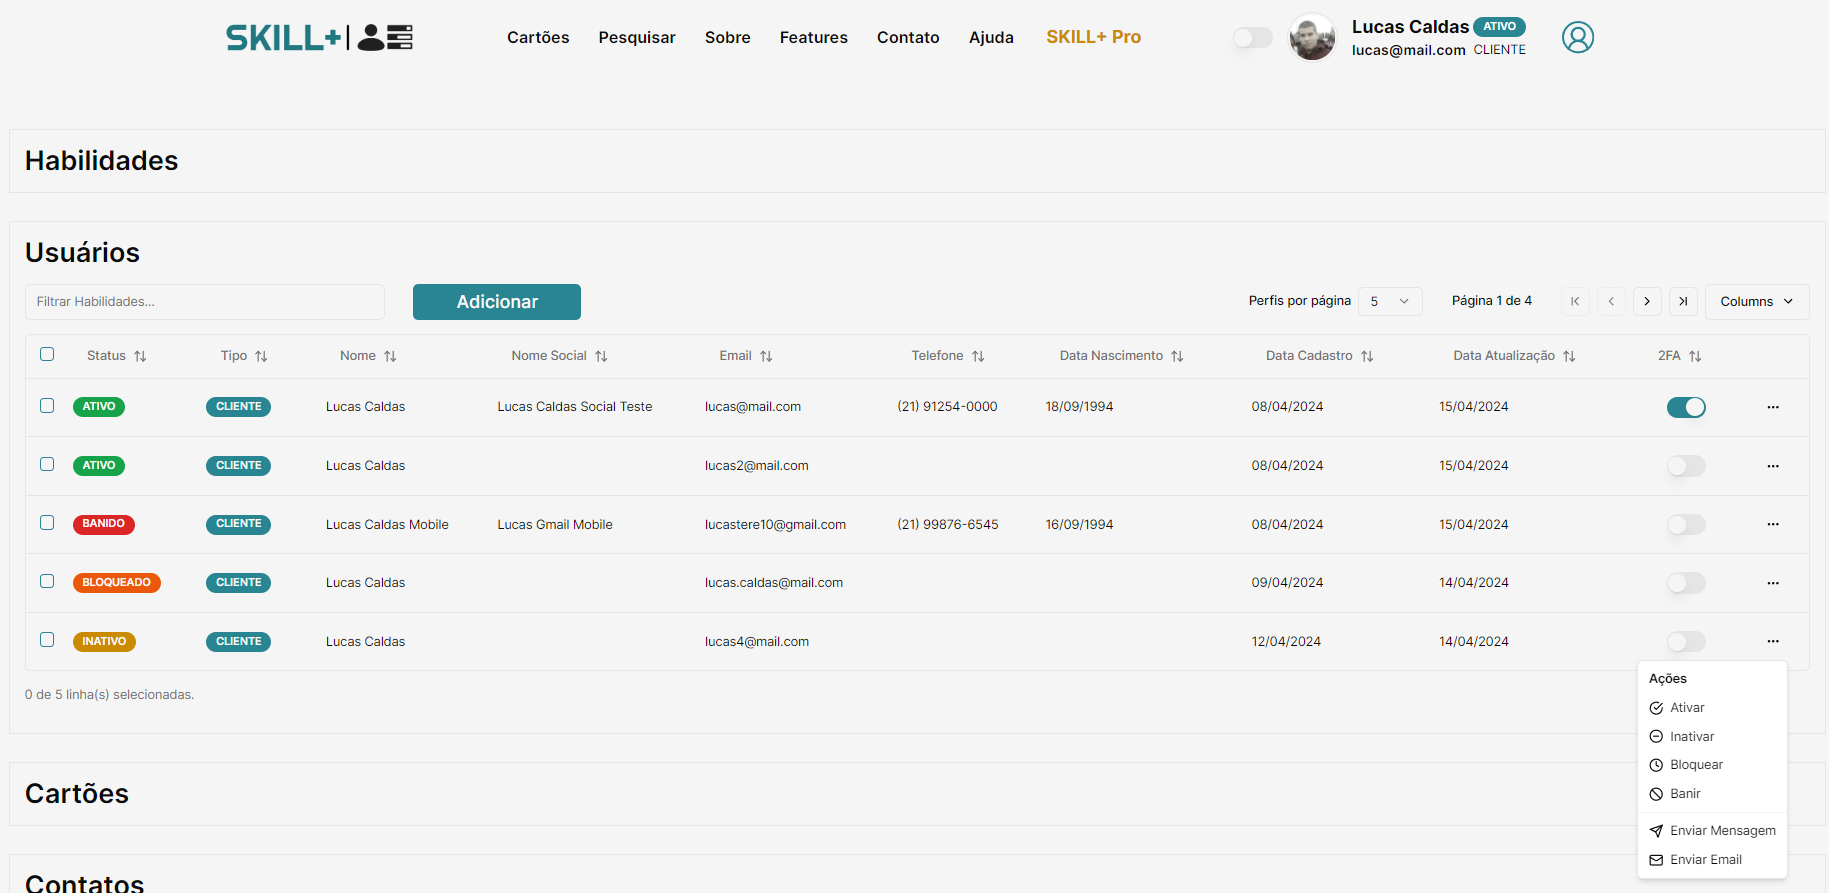 SKILL+
Cartões Pesquisar Sobre Features Contato Ajuda SKILL+ Pro
Lucas Caldas ATIVO
lucas@mail.com CLIENTE
Habilidades
Usuários
Filtrar Habilidades... Adicionar Perfis por página 5 Página 1 de 4 Columns
Status Tipo Nome Nome Social Email Telefone Data Nascimento Data Cadastro Data Atualização 2FA
ATIVO CLIENTE Lucas Caldas Lucas Caldas Social Teste lucas@mail.com (21) 91254-0000 18/09/1994 08/04/2024 15/04/2024
ATIVO CLIENTE Lucas Caldas lucas2@mail.com 08/04/2024 15/04/2024
BANIDO CLIENTE Lucas Caldas Mobile Lucas Gmail Mobile lucastere10@gmail.com (21) 99876-6545 16/09/1994 08/04/2024 15/04/2024
BLOQUEADO CLIENTE Lucas Caldas lucas.caldas@mail.com 09/04/2024 14/04/2024
INATIVO CLIENTE Lucas Caldas lucas4@mail.com 12/04/2024 14/04/2024
0 de 5 linha(s) selecionadas.
Ações
Ativar
Inativar
Bloquear
Banir
Enviar Mensagem
Enviar Email
Cartões
Contatos